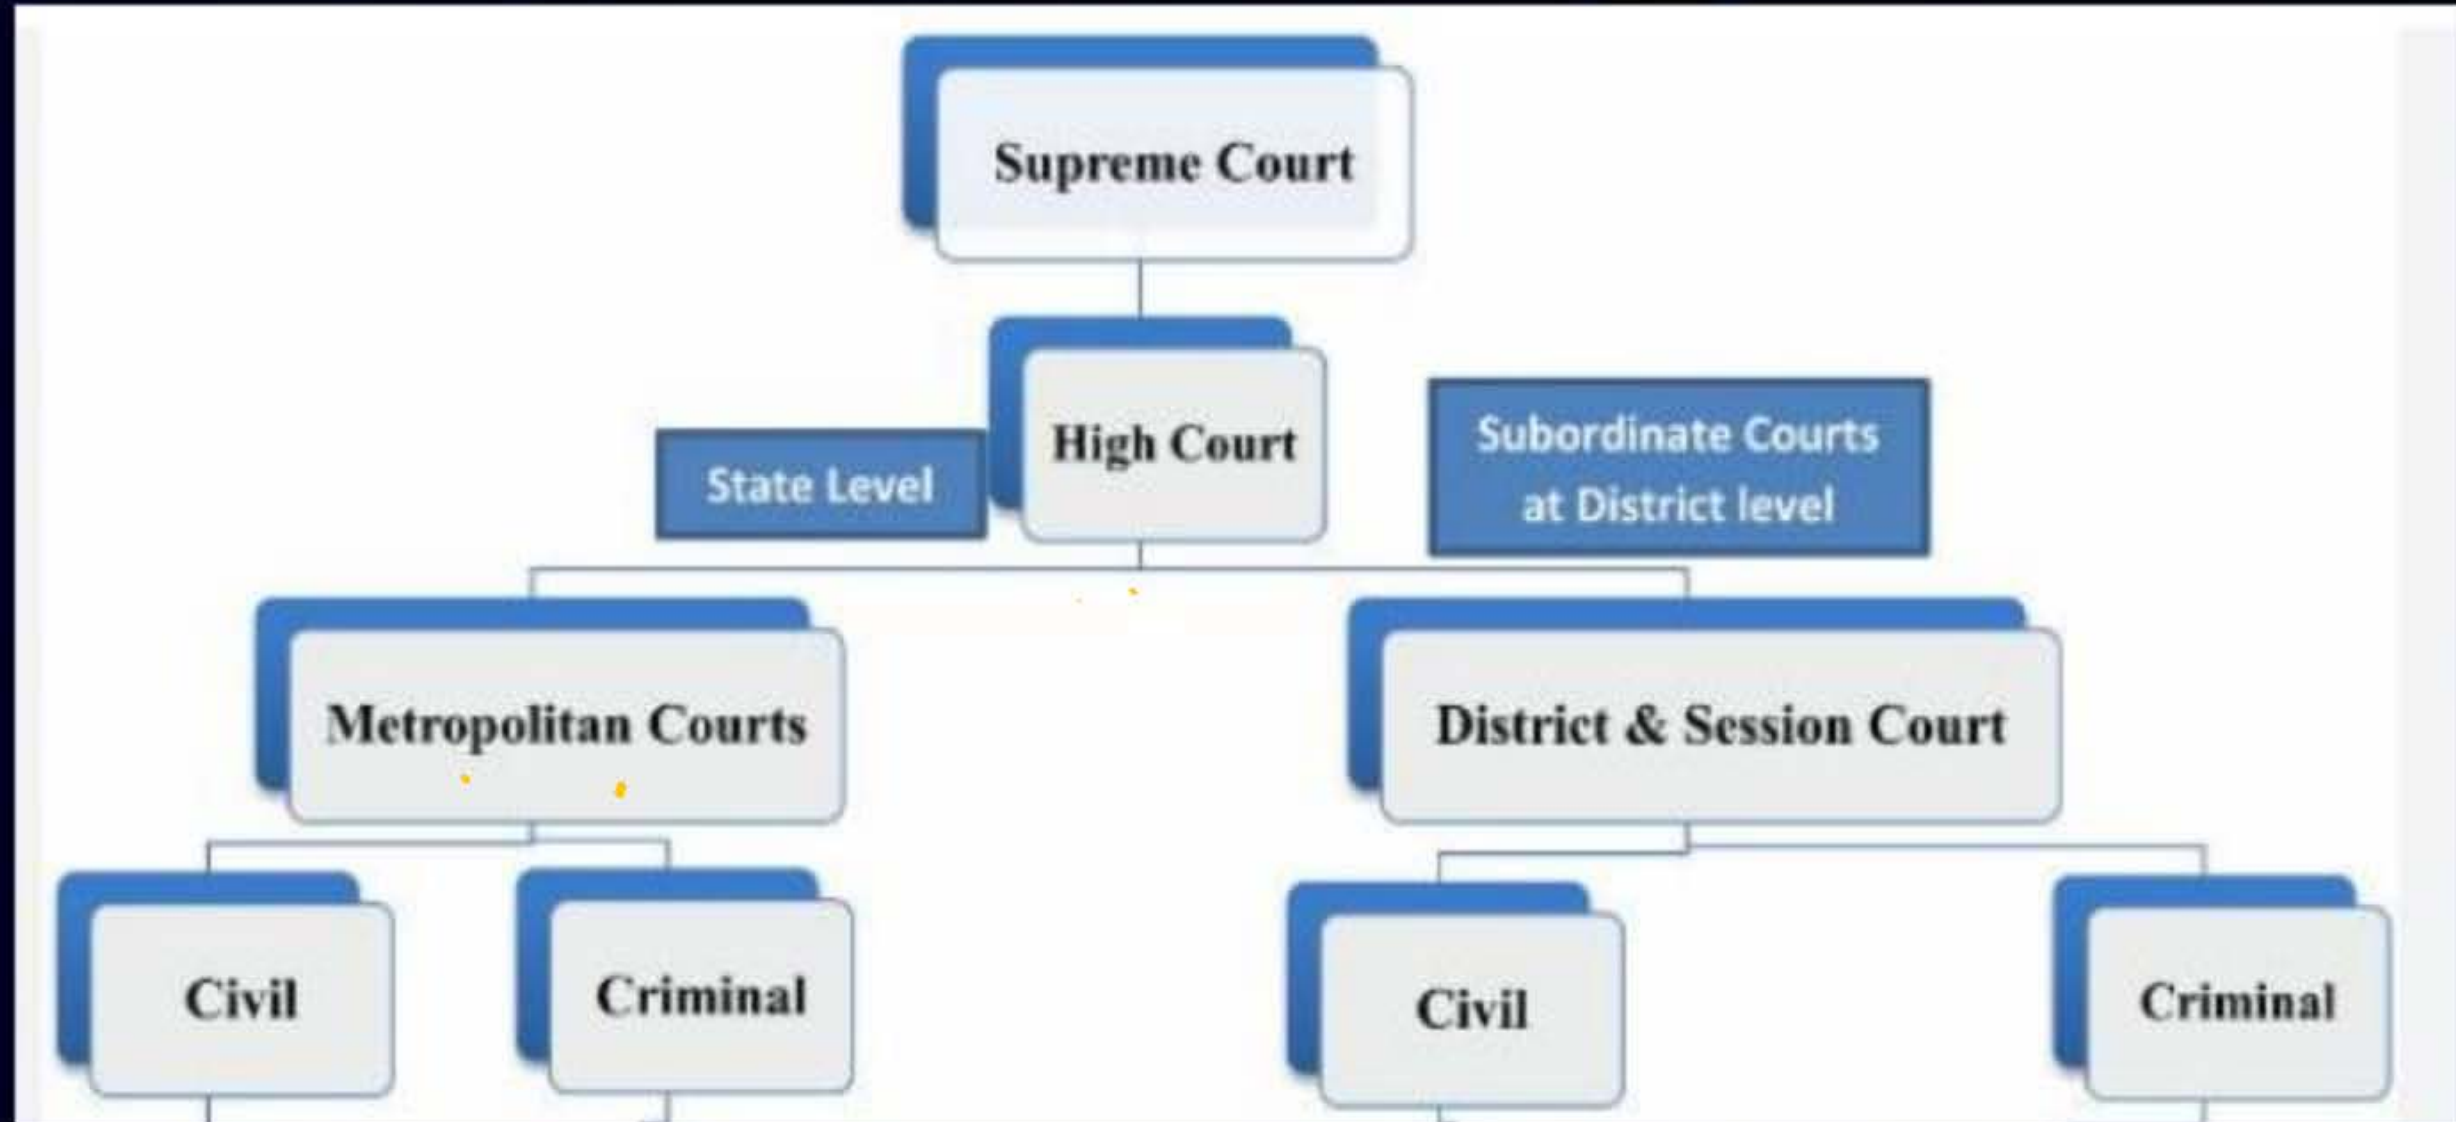 Supreme Court
High Court
State Level
Subordinate Courts
at District level
Metropolitan Courts
District & Session Court
Civil
Criminal
Civil
Criminal